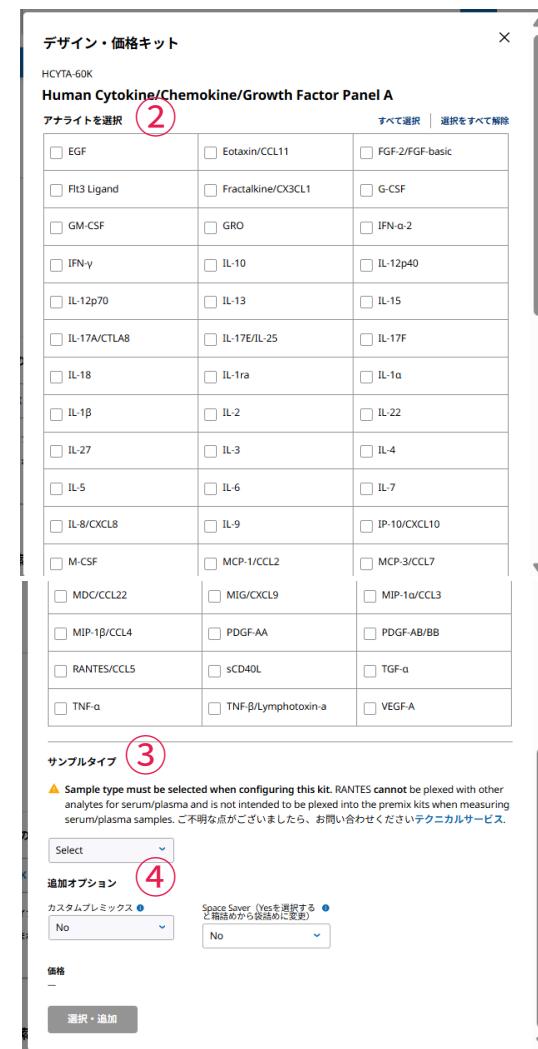 デザイン・価格キット
HCYTA-60K
Human Cytokine/Chemokine/Growth Factor Panel A
アナライトを選択 ② すべて選択 選択をすべて解除
EGF Eotaxin/CCL11 FGF-2/FGF-basic
Flt3 Ligand Fractalkine/CX3CL1 G-CSF
GM-CSF GRO IFN-α-2
IFN-γ IL-10 IL-12p40
IL-12p70 IL-13 IL-15
IL-17A/CTLA8 IL-17E/IL-25 IL-17F
IL-18 IL-1ra IL-1α
IL-1β IL-2 IL-22
IL-27 IL-3 IL-4
IL-5 IL-6 IL-7
IL-8/CXCL8 IL-9 IP-10/CXCL10
M-CSF MCP-1/CCL2 MCP-3/CCL7
MDC/CCL22 MIG/CXCL9 MIP-1α/CCL3
MIP-1β/CCL4 PDGF-AA PDGF-AB/BB
RANTES/CCL5 sCD40L TGF-α
TNF-α TNF-β/Lymphotoxin-a VEGF-A
サンプルタイプ ③
Sample type must be selected when configuring this kit. RANTES cannot be plexed with other
analytes for serum/plasma and is not intended to be plexed into the premix kits when measuring
serum/plasma samples. ご不明な点がございましたら、お問い合わせくださいテクニカルサービス.
Select
追加オプション ④
カスタムプレミックス
No
Space Saver（Yesを選択する
と箱詰めから袋詰めに変更）
No
価格
—
選択・追加